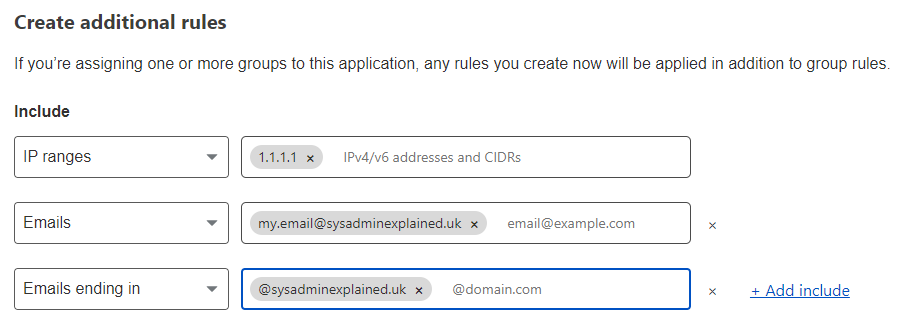 Create additional rules
If you're assigning one or more groups to this application, any rules you create now will be applied in addition to group rules.
Include
IP ranges 1.1.1.1 × IPv4/v6 addresses and CIDRs
Emails my.email@sysadminexplained.uk × email@example.com ×
Emails ending in @sysadminexplained.uk × @domain.com × + Add include